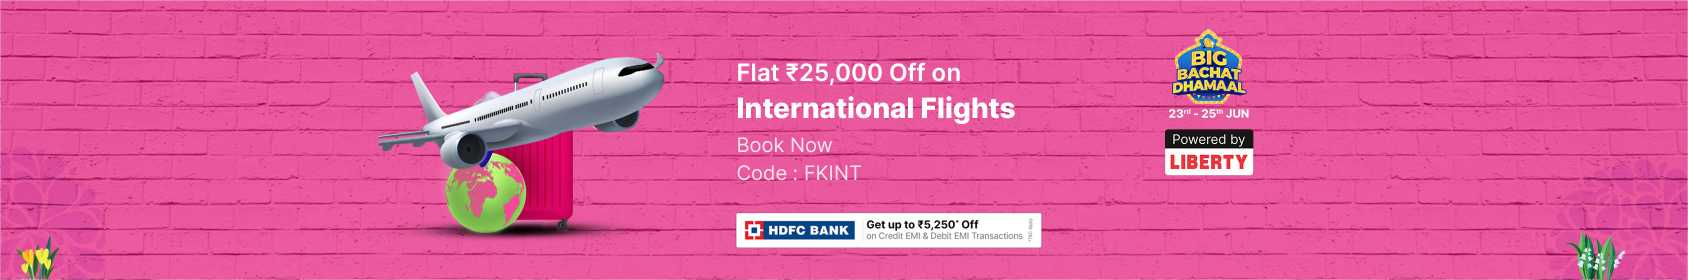 Flat ₹25,000 Off on
International Flights
Book Now
Code : FKINT
HDFC BANK
Get up to ₹5,250* Off
on Credit EMI & Debit EMI Transactions
BIG
BACHAT
DHAMAAL
23rd - 25th JUN
Powered by
LIBERTY